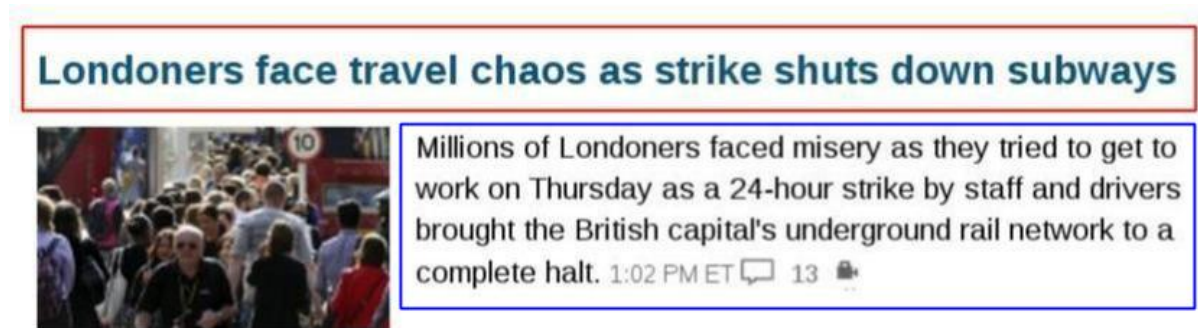 Londoners face travel chaos as strike shuts down subways
10
Millions of Londoners faced misery as they tried to get to
work on Thursday as a 24-hour strike by staff and drivers
brought the British capital's underground rail network to a
complete halt. 1:02 PM ET 13